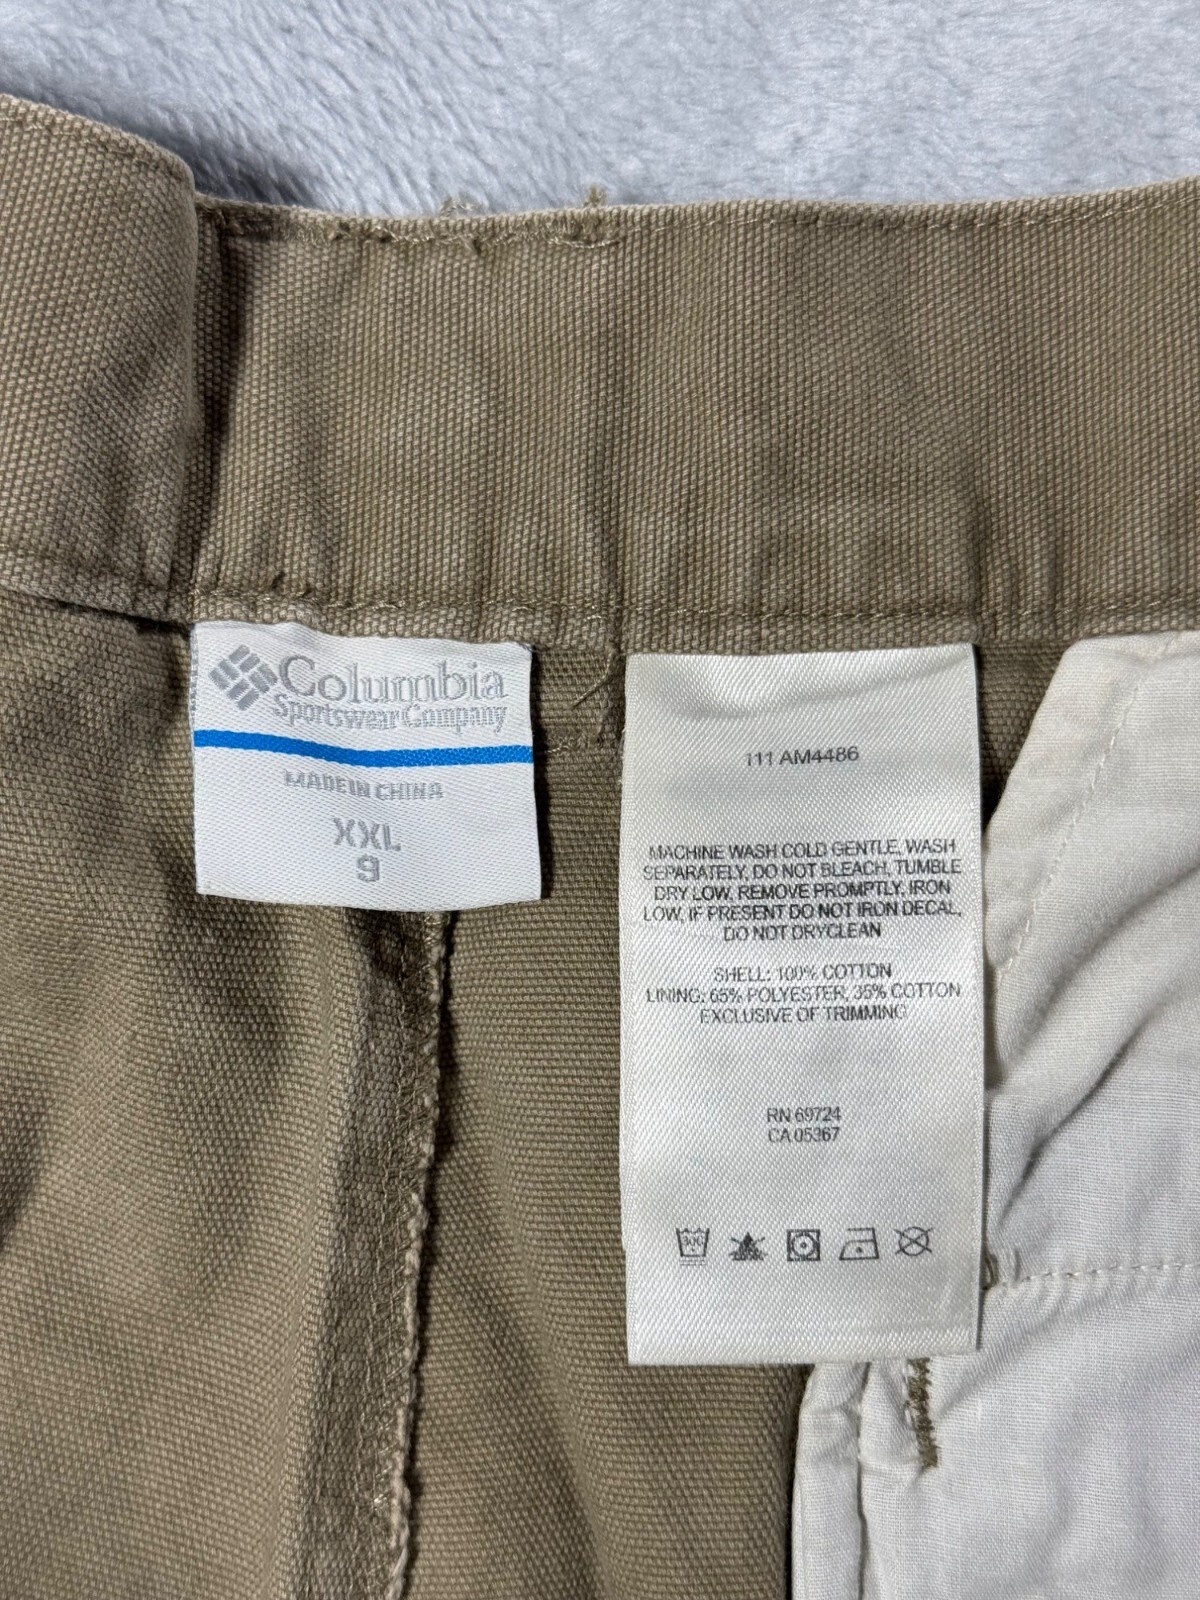 Columbia
Sportswear Company
MADE IN CHINA
XXL
9
111 AM4486
MACHINE WASH COLD GENTLE, WASH
SEPARATELY, DO NOT BLEACH, TUMBLE
DRY LOW, REMOVE PROMPTLY, IRON
LOW, IF PRESENT DO NOT IRON DECAL,
DO NOT DRYCLEAN
SHELL: 100% COTTON
LINING: 65% POLYESTER, 35% COTTON
EXCLUSIVE OF TRIMMING
RN 69724
CA 05367